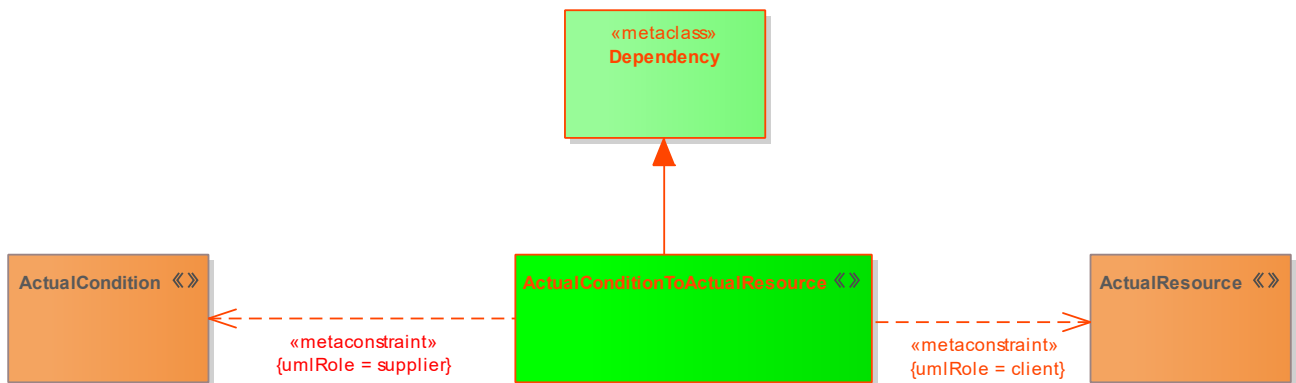 «metaclass»
Dependency
ActualCondition «»
ActualConditionToActualResource «»
ActualResource «»
«metaconstraint»
{umlRole = supplier}
«metaconstraint»
{umlRole = client}